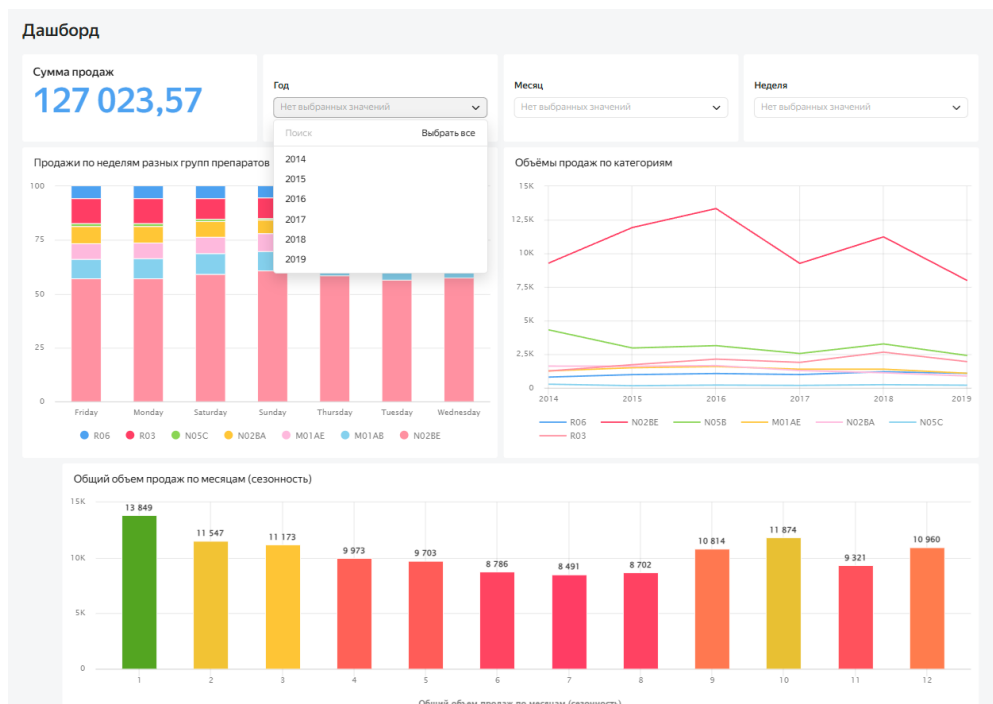 Дашборд
Сумма продаж
127 023,57
Год
Нет выбранных значений
Поиск Выбрать все
2014
2015
2016
2017
2018
2019
Месяц
Нет выбранных значений
Неделя
Нет выбранных значений
Продажи по неделям разных групп препаратов
100
75
50
25
0
Friday Monday Saturday Sunday Thursday Tuesday Wednesday
R06 R03 N05C N02BA M01AE M01AB N02BE
Объёмы продаж по категориям
15K
12,5K
10K
7,5K
5K
2,5K
0
2014 2015 2016 2017 2018 2019
R06 N02BE N05B M01AE N02BA N05C
R03
Общий объем продаж по месяцам (сезонность)
15K
10K
5K
0
13 849 11 547 11 173 9 973 9 703 8 786 8 491 8 702 10 814 11 874 9 321 10 960
1 2 3 4 5 6 7 8 9 10 11 12
Общий объем продаж по месяцам (сезонность)